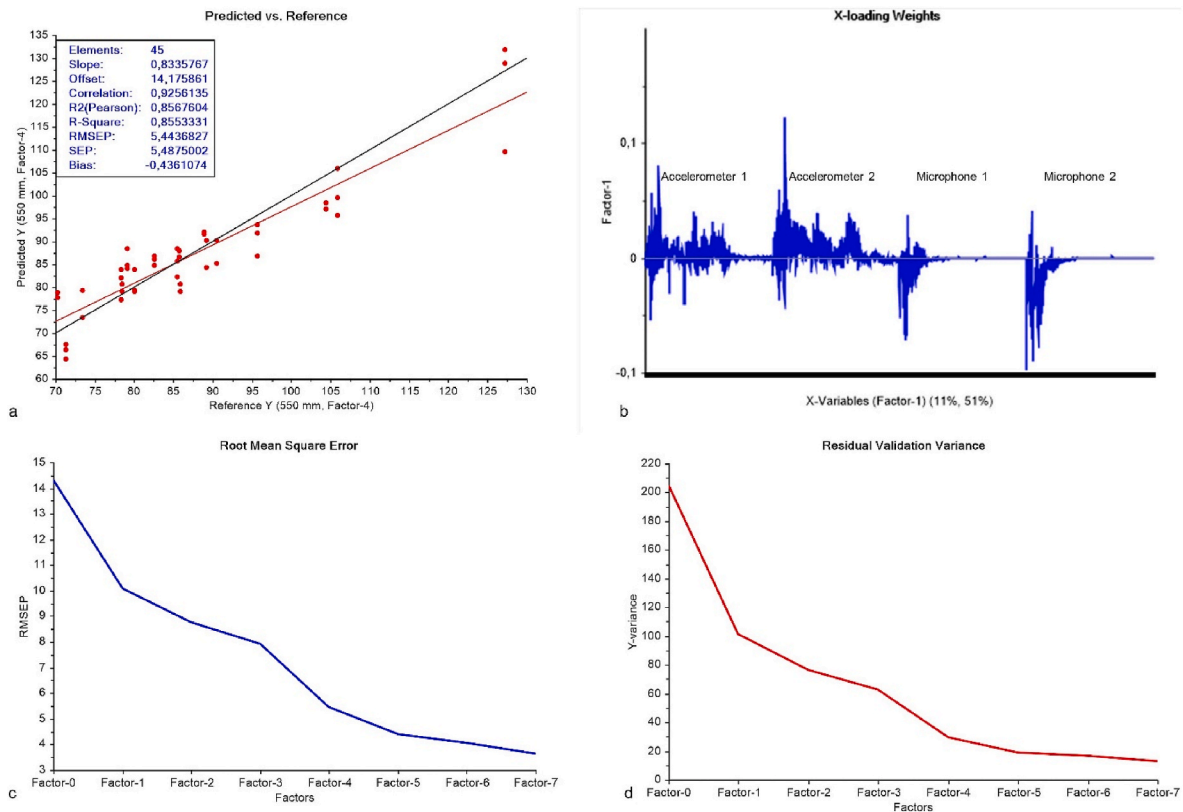 Predicted vs. Reference
Elements: 45
Slope: 0,8335767
Offset: 14,175861
Correlation: 0,9256135
R2(Pearson): 0,8567604
R-Square: 0,8553331
RMSEP: 5,4436827
SEP: 5,4875002
Bias: -0,4361074
Predicted Y (550 mm, Factor-4)
135
130
125
120
115
110
105
100
95
90
85
80
75
70
65
60
70 75 80 85 90 95 100 105 110 115 120 125 130
Reference Y (550 mm, Factor-4)
a
X-loading Weights
Factor-1
0,1
0
-0,1
Accelerometer 1 Accelerometer 2 Microphone 1 Microphone 2
X-Variables (Factor-1) (11%, 51%)
b
Root Mean Square Error
RMSEP
15
14
13
12
11
10
9
8
7
6
5
4
3
Factor-0 Factor-1 Factor-2 Factor-3 Factor-4 Factor-5 Factor-6 Factor-7
Factors
c
Residual Validation Variance
Y-variance
220
200
180
160
140
120
100
80
60
40
20
0
Factor-0 Factor-1 Factor-2 Factor-3 Factor-4 Factor-5 Factor-6 Factor-7
Factors
d